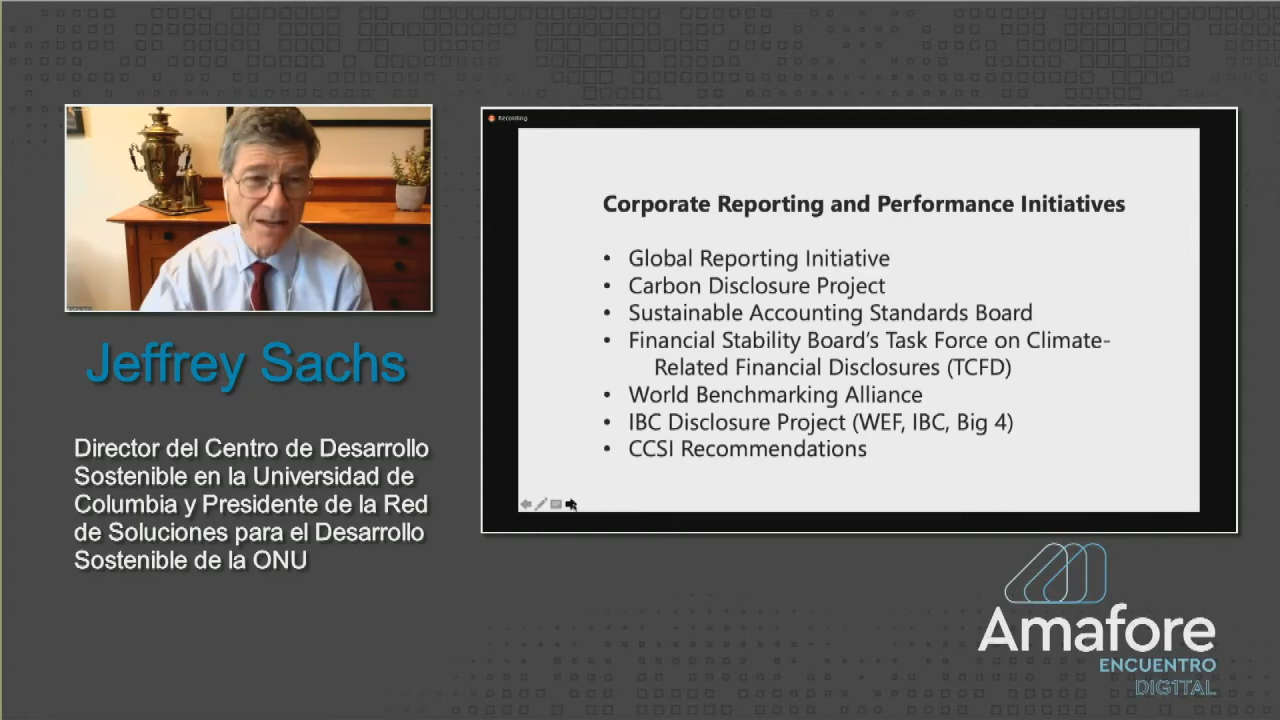 Recording
Corporate Reporting and Performance Initiatives
• Global Reporting Initiative
• Carbon Disclosure Project
• Sustainable Accounting Standards Board
• Financial Stability Board's Task Force on Climate-
Related Financial Disclosures (TCFD)
• World Benchmarking Alliance
• IBC Disclosure Project (WEF, IBC, Big 4)
• CCSI Recommendations
Jeffrey Sachs
Director del Centro de Desarrollo
Sostenible en la Universidad de
Columbia y Presidente de la Red
de Soluciones para el Desarrollo
Sostenible de la ONU
Amafore
ENCUENTRO
DIG1TAL